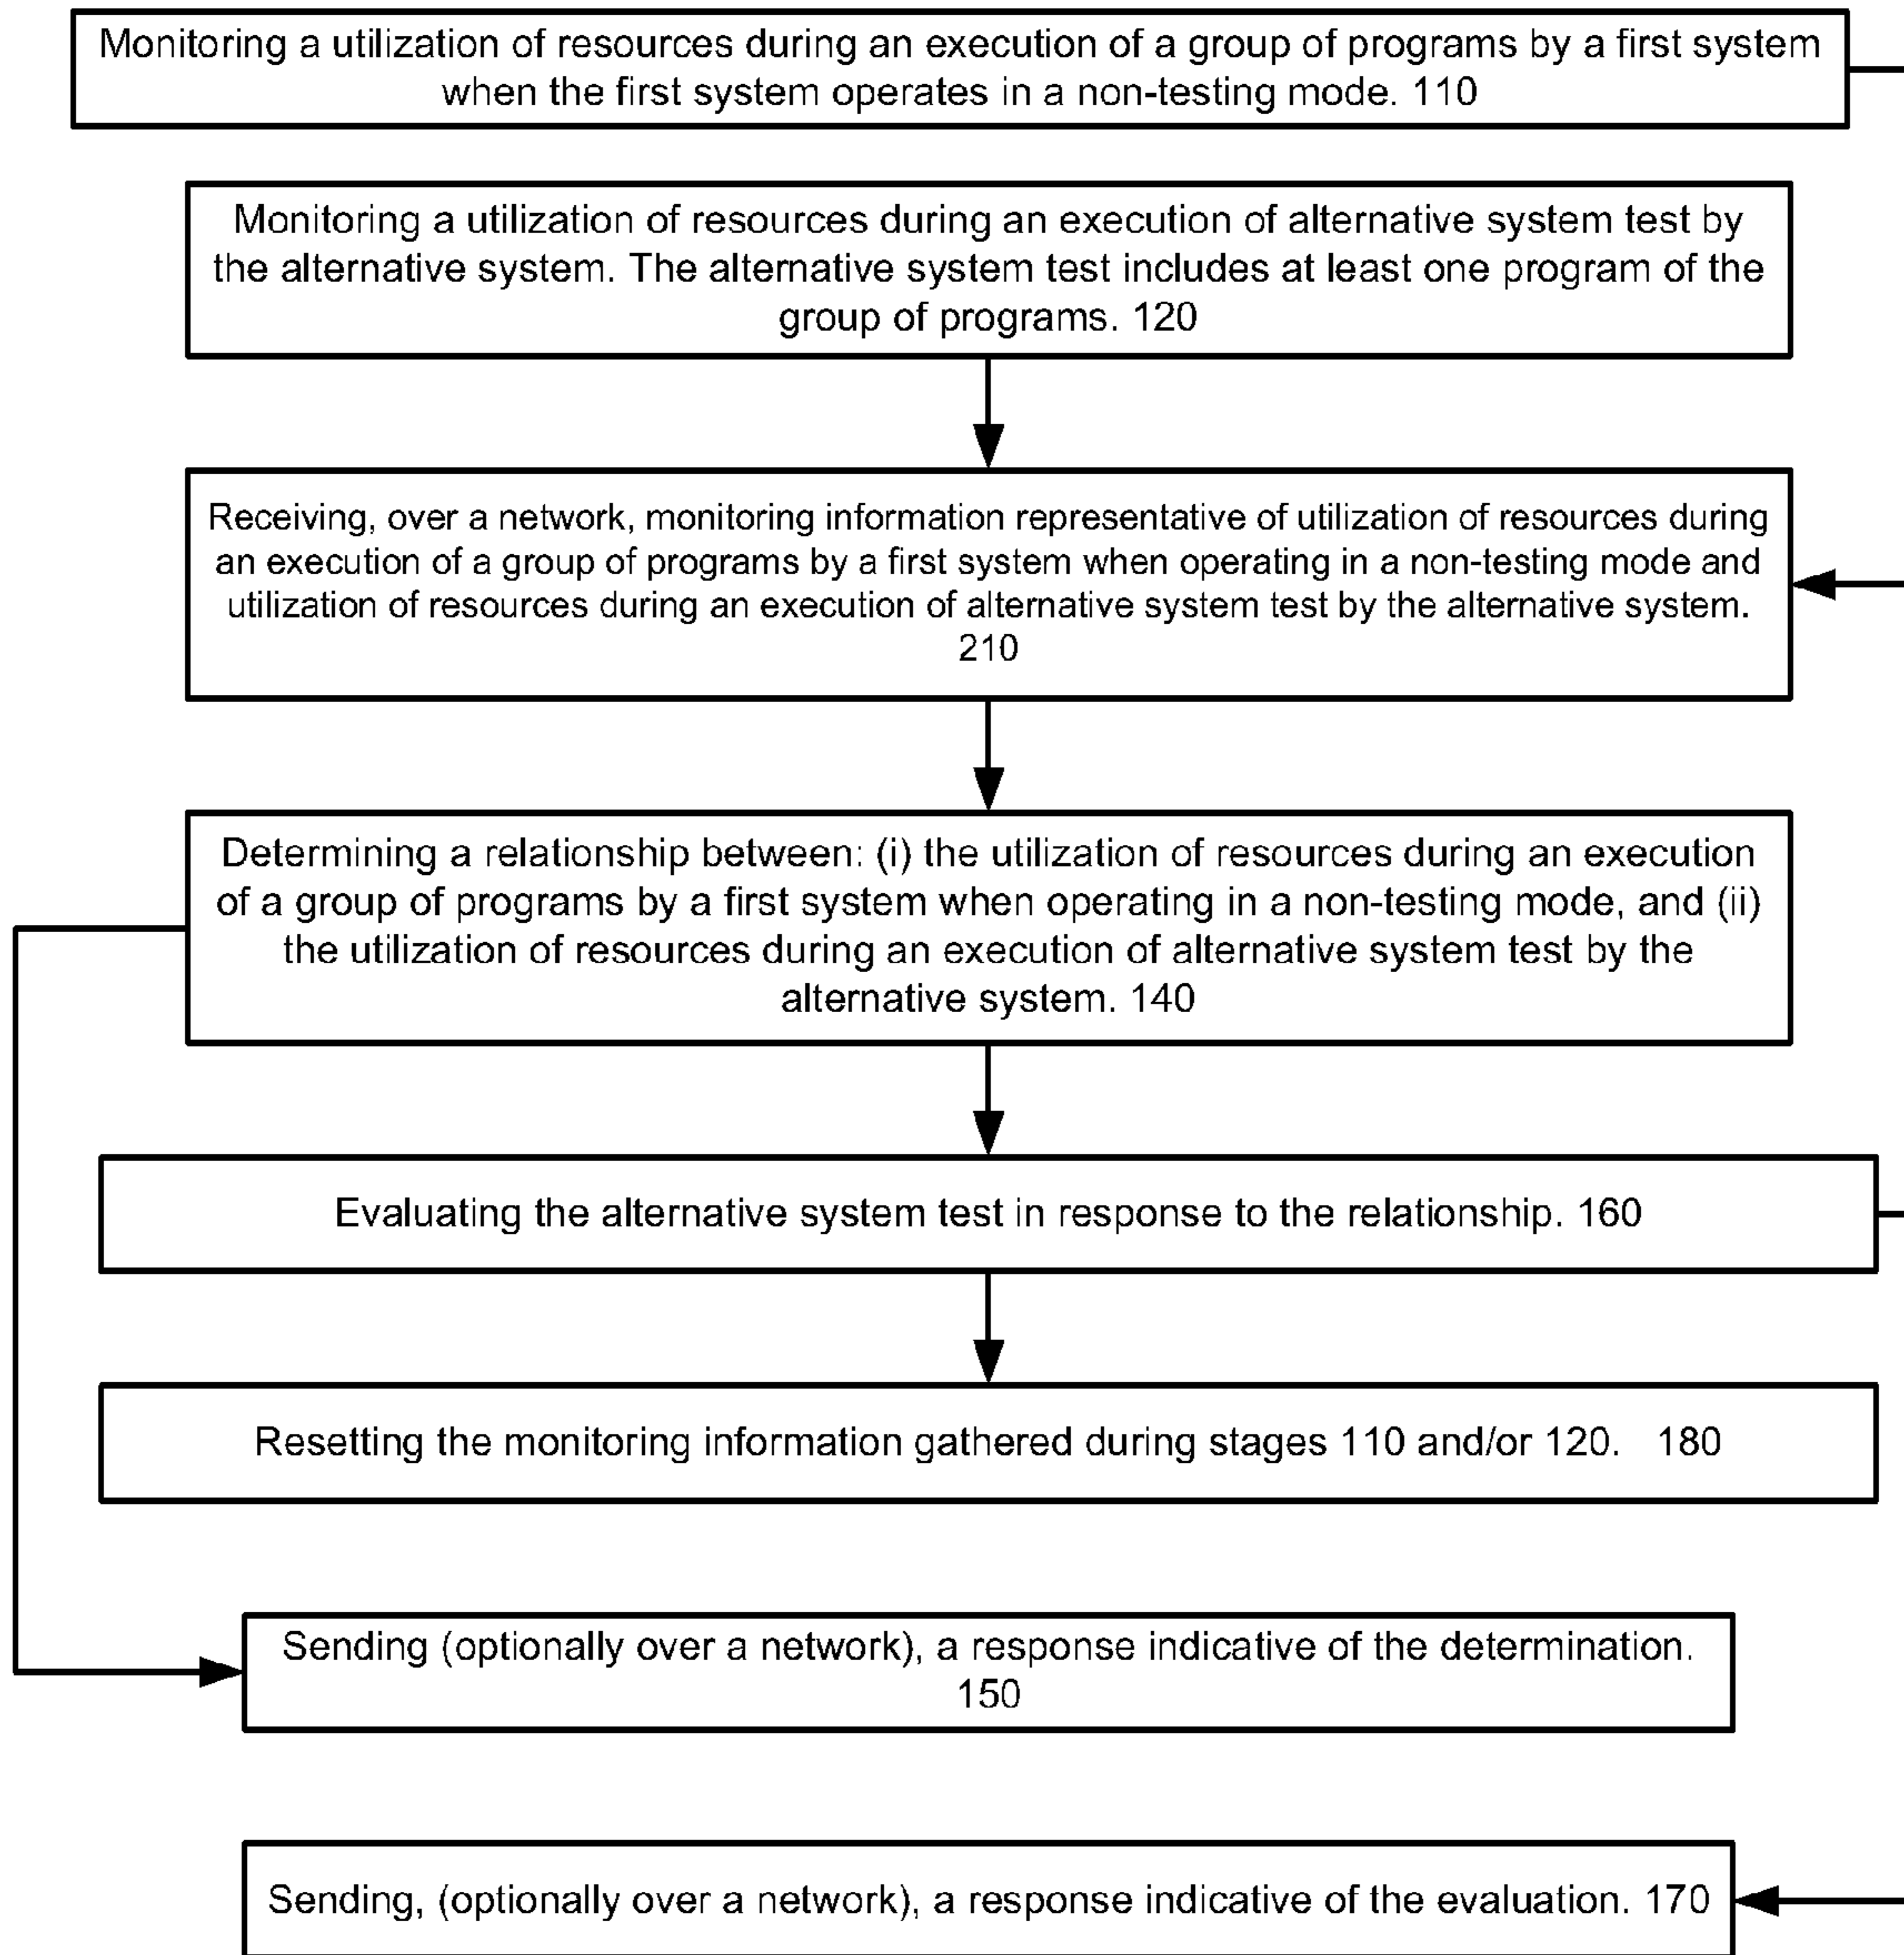 Monitoring a utilization of resources during an execution of a group of programs by a first system
when the first system operates in a non-testing mode. 110
Monitoring a utilization of resources during an execution of alternative system test by
the alternative system. The alternative system test includes at least one program of the
group of programs. 120
Receiving, over a network, monitoring information representative of utilization of resources during
an execution of a group of programs by a first system when operating in a non-testing mode and
utilization of resources during an execution of alternative system test by the alternative system.
210
Determining a relationship between: (i) the utilization of resources during an execution
of a group of programs by a first system when operating in a non-testing mode, and (ii)
the utilization of resources during an execution of alternative system test by the
alternative system. 140
Evaluating the alternative system test in response to the relationship. 160
Resetting the monitoring information gathered during stages 110 and/or 120. 180
Sending (optionally over a network), a response indicative of the determination.
150
Sending, (optionally over a network), a response indicative of the evaluation. 170